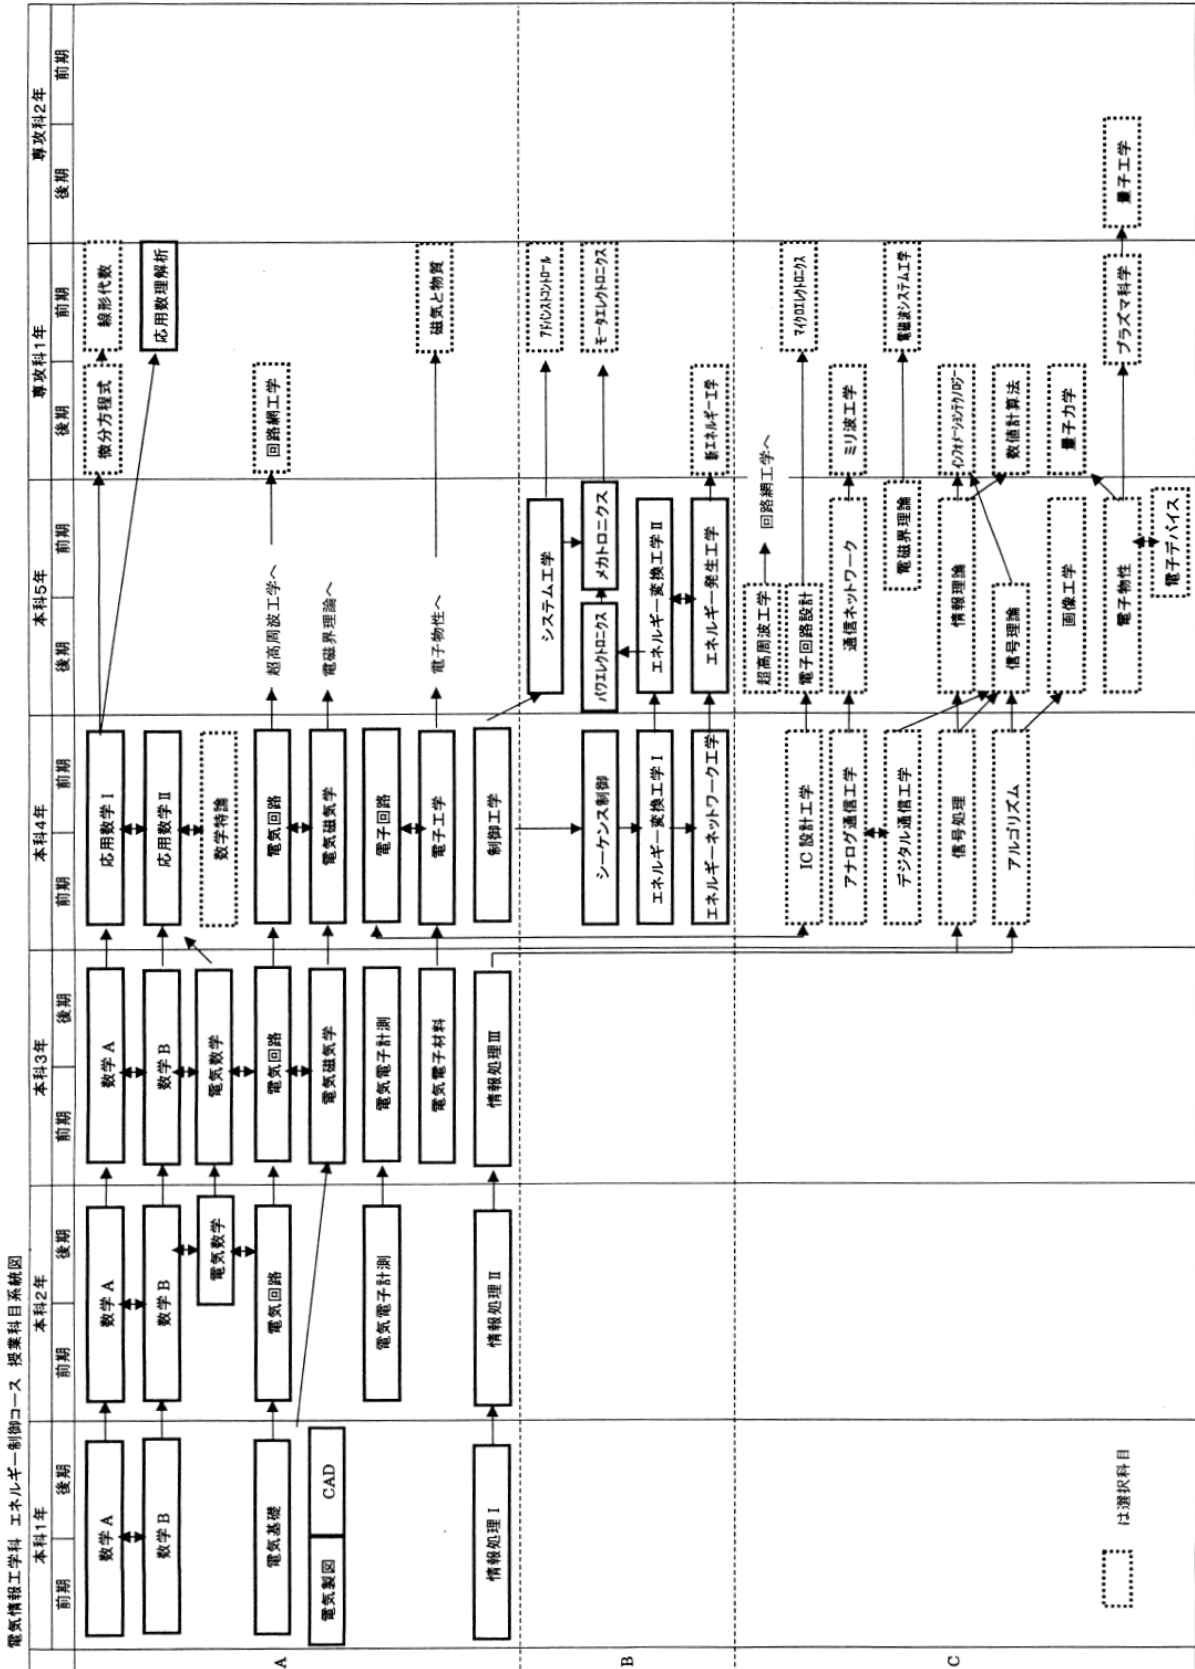 電気情報工学科 エネルギー制御コース 授業科目系統図
本科1年
本科2年
本科3年
本科4年
本科5年
専攻科1年
専攻科2年
前期
後期
前期
後期
前期
後期
前期
前期
後期
前期
後期
前期
後期
前期
A
数学A
数学A
数学A
応用数学Ⅰ
微分方程式
線形代数
数学B
数学B
数学B
応用数学Ⅱ
応用数理解析
電気数学
電気数学
数学特論
電気基礎
電気回路
電気回路
電気回路
超高周波工学へ
回路網工学
電気製図
CAD
電気磁気学
電気磁気学
電磁界理論へ
電気電子計測
電気電子計測
電子回路
電気電子材料
電子工学
電子物性へ
磁気と物質
情報処理Ⅰ
情報処理Ⅱ
情報処理Ⅲ
制御工学
B
システム工学
アドバンストコントロール
シーケンス制御
パワエレクトロニクス
メカトロニクス
モータエレクトロニクス
エネルギー変換工学Ⅰ
エネルギー変換工学Ⅱ
エネルギーネットワーク工学
エネルギー発生工学
新エネルギー工学
C
超高周波工学
回路網工学へ
IC 設計工学
電子回路設計
マイクロエレクトロニクス
アナログ通信工学
通信ネットワーク
ミリ波工学
デジタル通信工学
電磁界理論
電磁波システム工学
信号処理
情報理論
インフォメーションテクノロジー
アルゴリズム
信号理論
数値計算法
画像工学
量子力学
電子物性
プラズマ科学
量子工学
電子デバイス
は選択科目